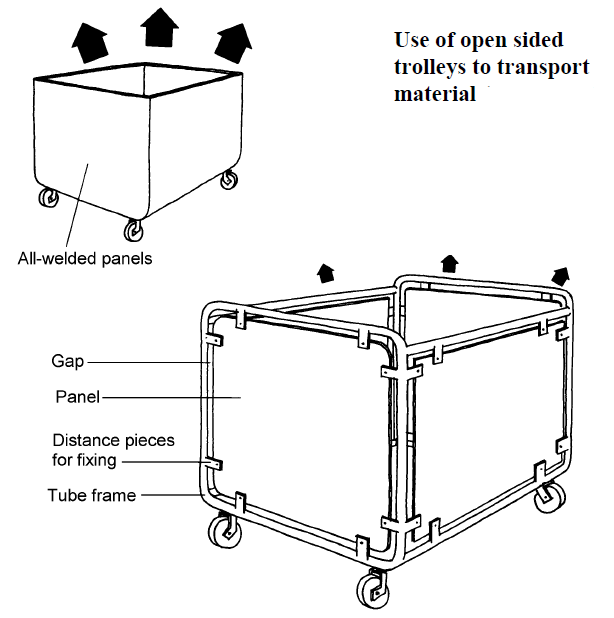 Use of open sided
trolleys to transport
material
All-welded panels
Gap
Panel
Distance pieces
for fixing
Tube frame